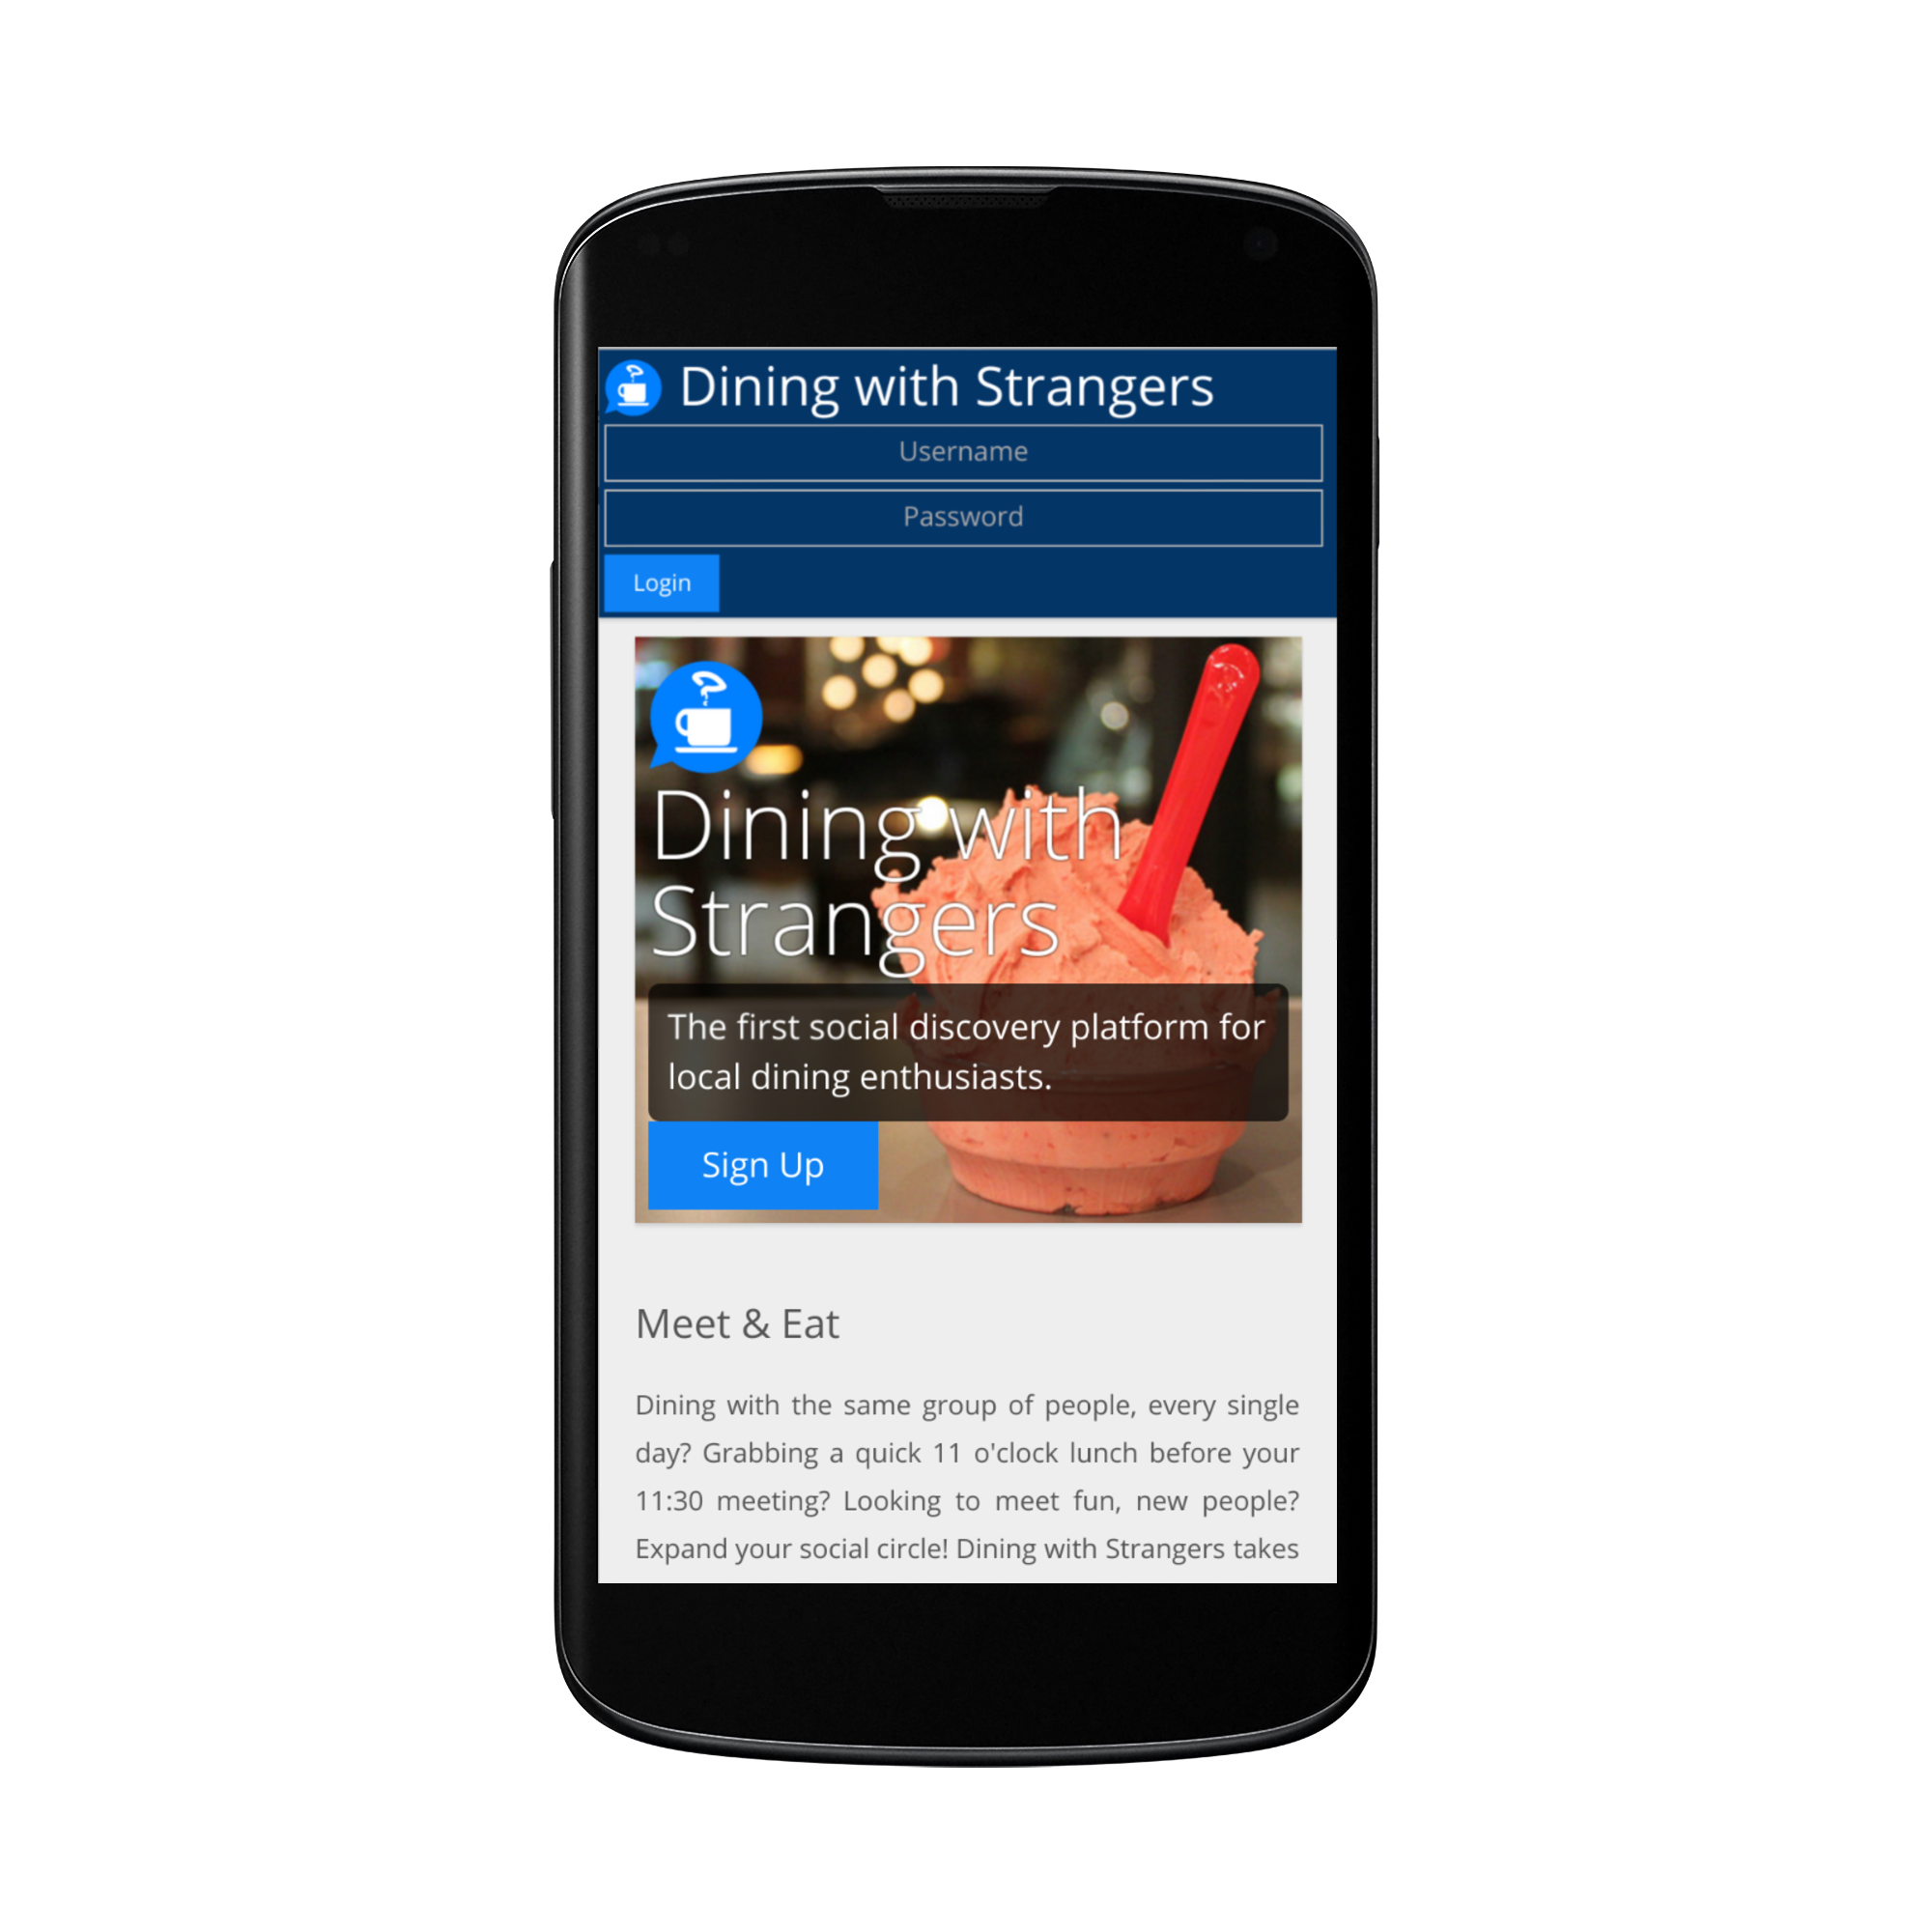 Dining with Strangers
Username
Password
Login
Dining with
Strangers
The first social discovery platform for
local dining enthusiasts.
Sign Up
Meet & Eat
Dining with the same group of people, every single
day? Grabbing a quick 11 o'clock lunch before your
11:30 meeting? Looking to meet fun, new people?
Expand your social circle! Dining with Strangers takes